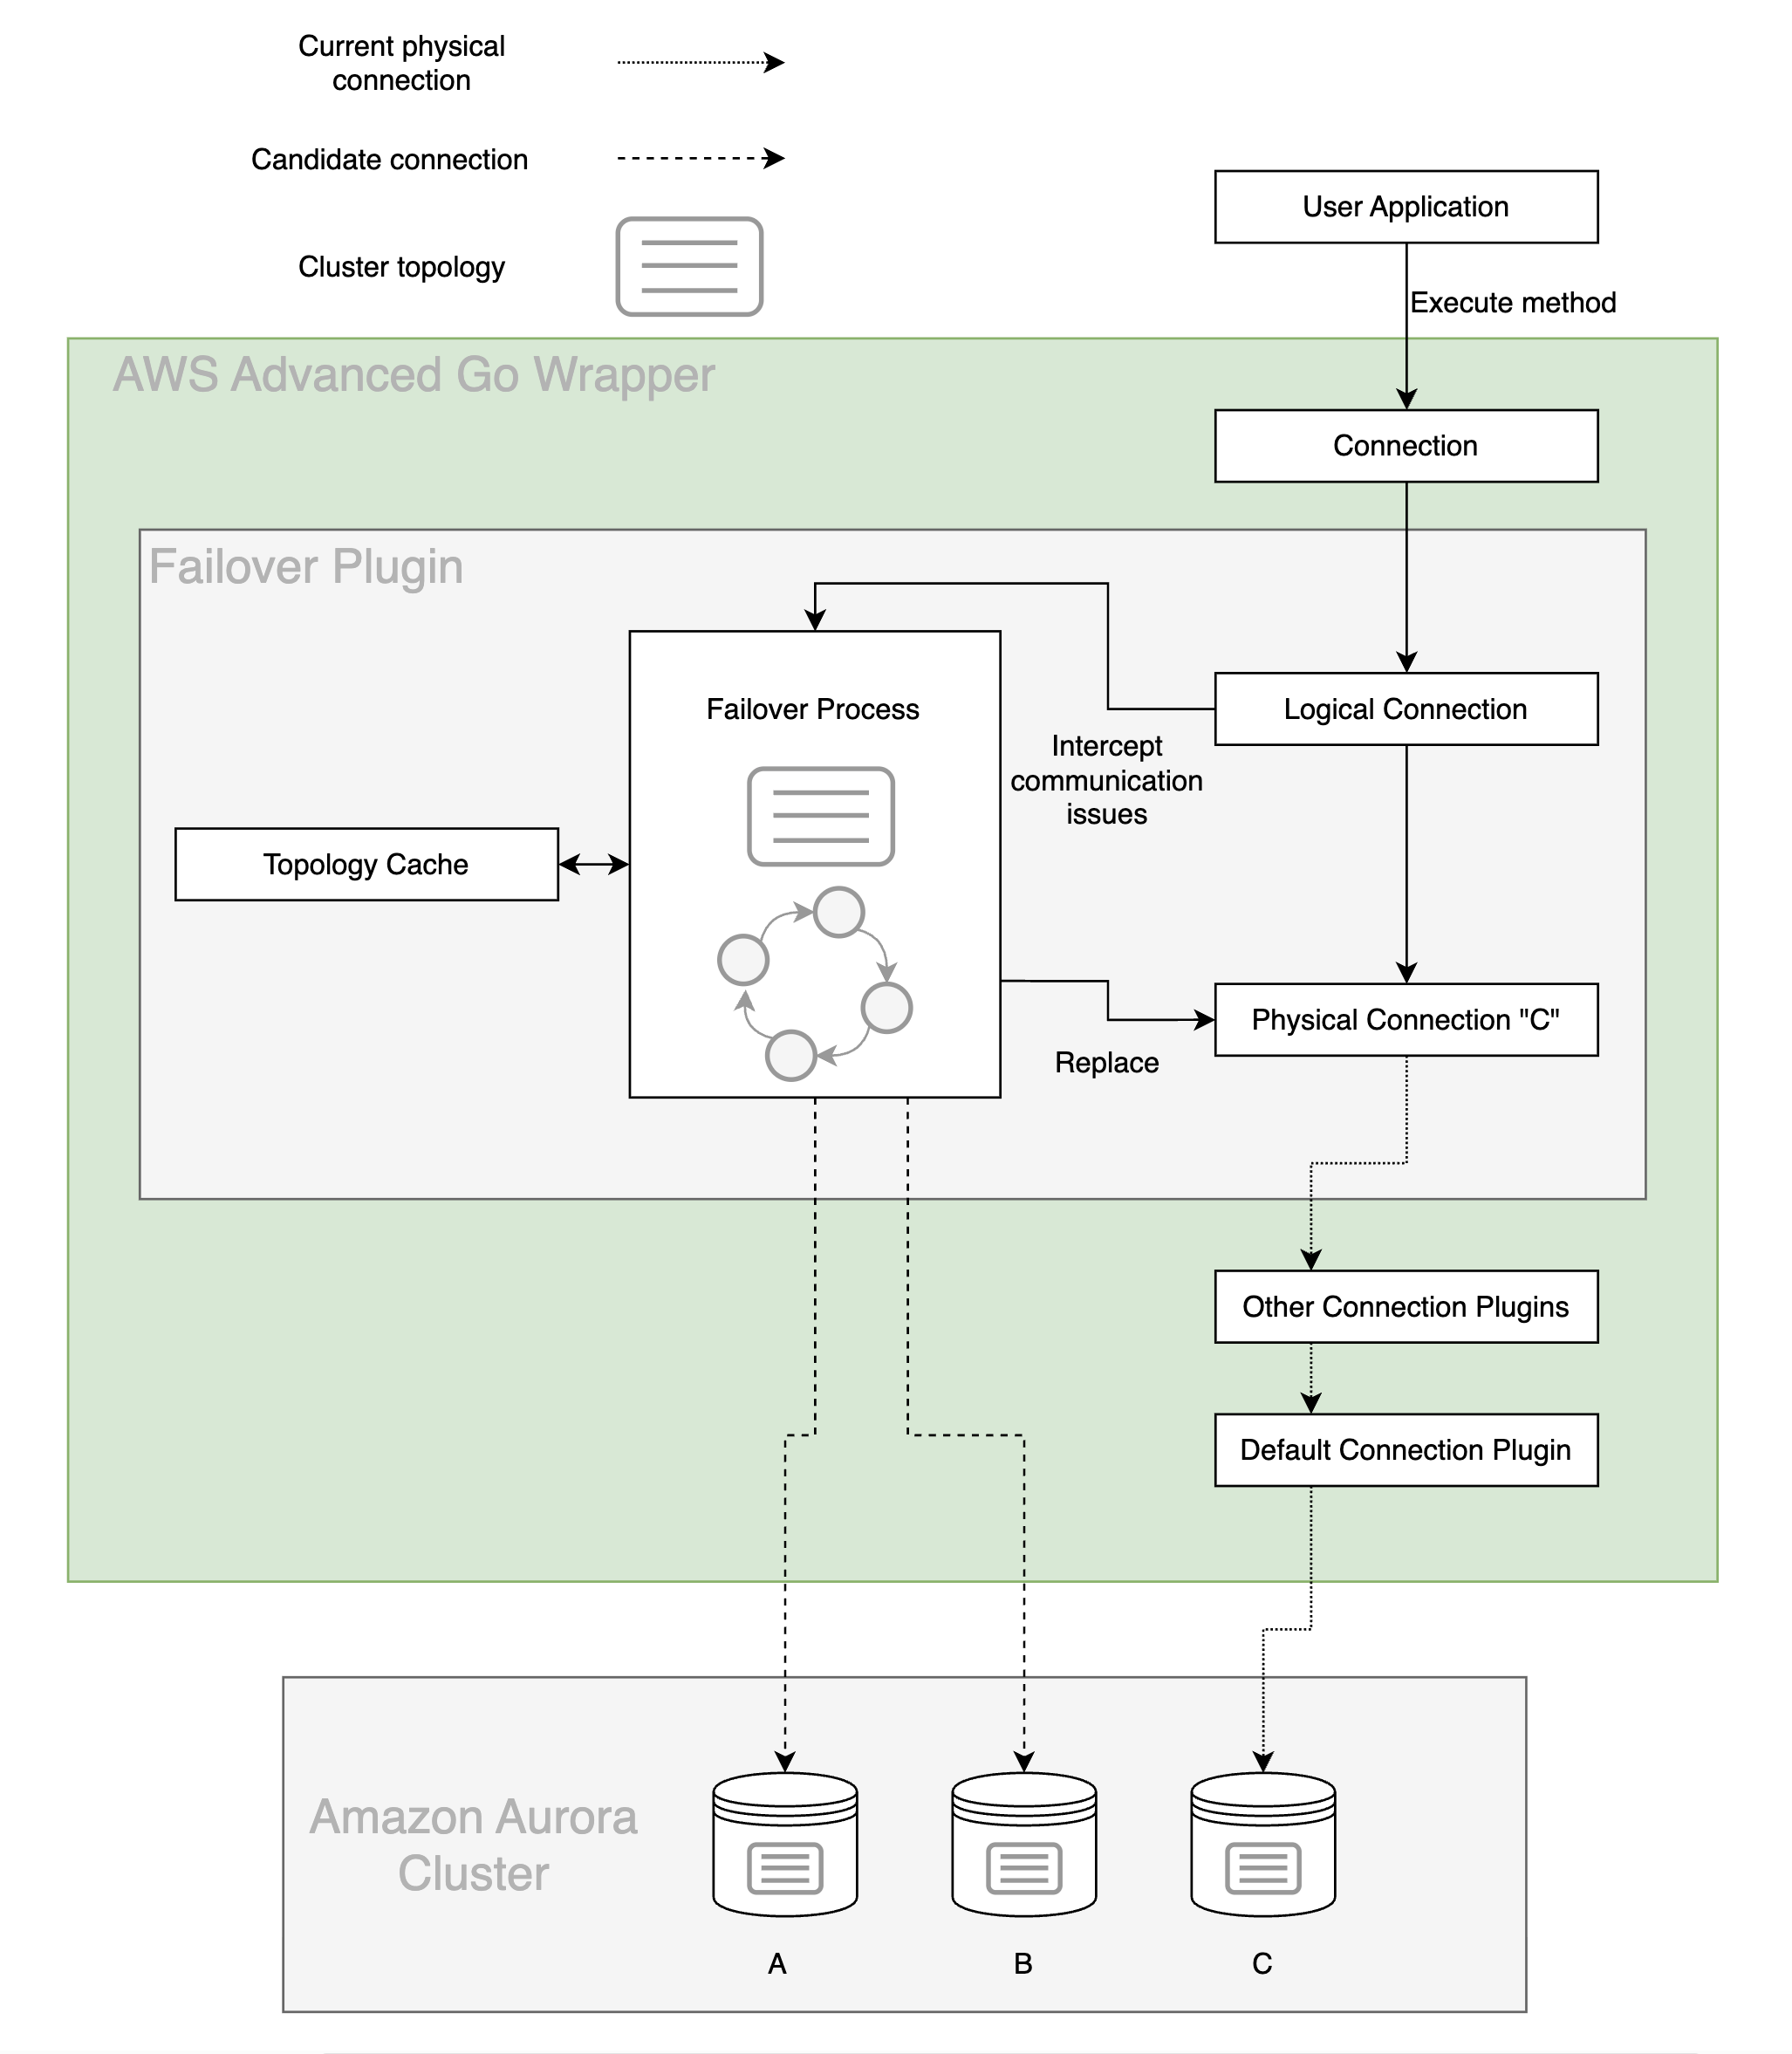 Current physical
connection
Candidate connection
Cluster topology
User Application
Execute method
AWS Advanced Go Wrapper
Connection
Failover Plugin
Failover Process
Logical Connection
Intercept
communication
issues
Topology Cache
Physical Connection "C"
Replace
Other Connection Plugins
Default Connection Plugin
Amazon Aurora
Cluster
A
B
C